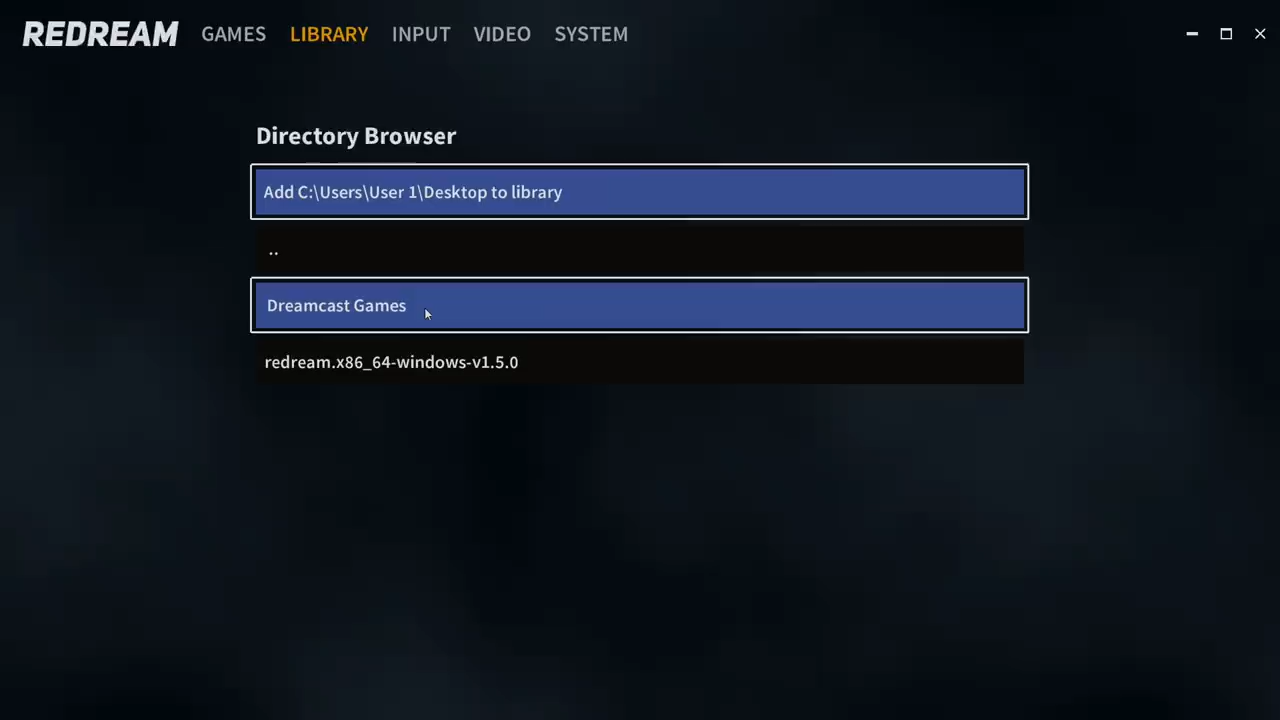 REDREAM GAMES LIBRARY INPUT VIDEO SYSTEM
Directory Browser
Add C:\Users\User 1\Desktop to library
..
Dreamcast Games
redream.x86_64-windows-v1.5.0